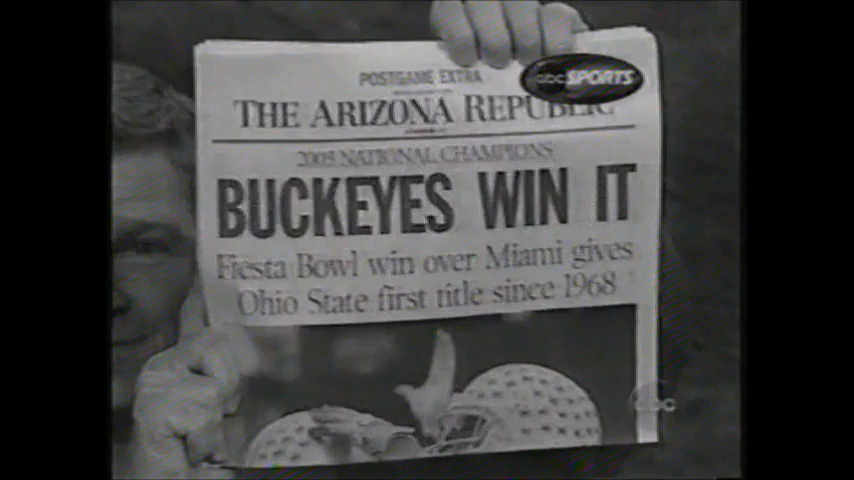 POSTGAME EXTRA
abc SPORTS
THE ARIZONA REPUBLIC
2003 NATIONAL CHAMPIONS
BUCKEYES WIN IT
Fiesta Bowl win over Miami gives
Ohio State first title since 1968
abc